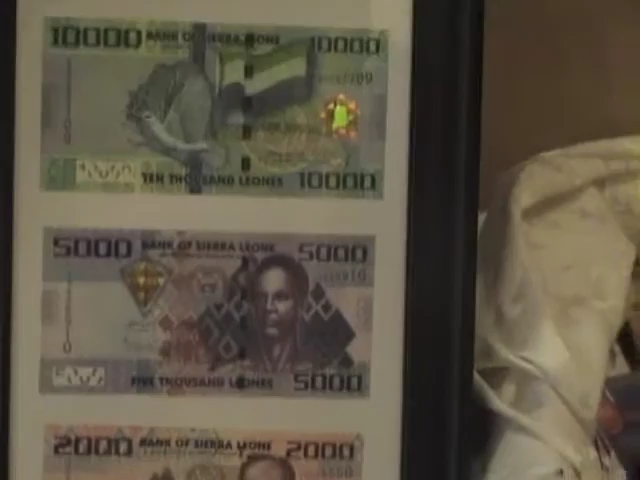 10000 BANK OF SIERRA LEONE 10000
TEN THOUSAND LEONES 10000
5000 BANK OF SIERRA LEONE 5000
FIVE THOUSAND LEONES 5000
2000 BANK OF SIERRA LEONE 2000